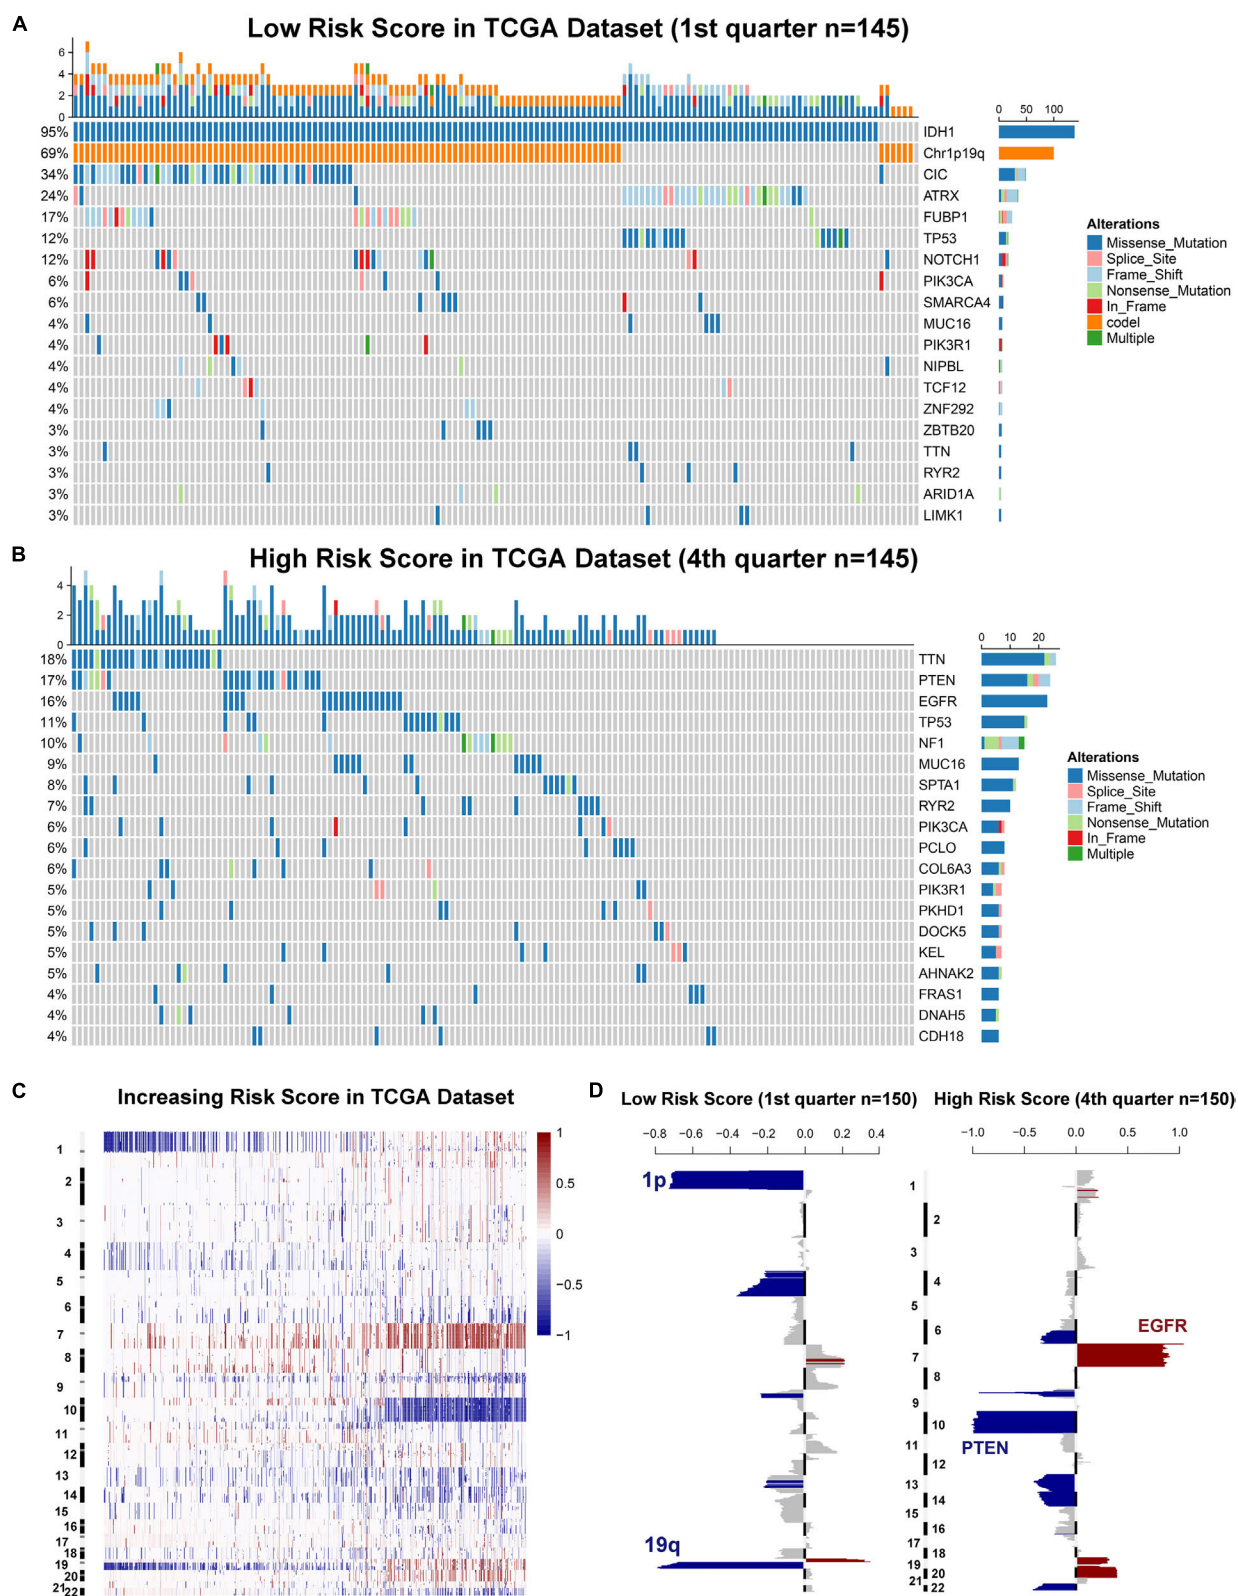 A
Low Risk Score in TCGA Dataset (1st quarter n=145)
6
4
2
0
0 50 100
95% IDH1
69% Chr1p19q
34% CIC
24% ATRX
17% FUBP1
12% TP53
12% NOTCH1
6% PIK3CA
6% SMARCA4
4% MUC16
4% PIK3R1
4% NIPBL
4% TCF12
4% ZNF292
3% ZBTB20
3% TTN
3% RYR2
3% ARID1A
3% LIMK1
Alterations
Missense_Mutation
Splice_Site
Frame_Shift
Nonsense_Mutation
In_Frame
codel
Multiple
B
High Risk Score in TCGA Dataset (4th quarter n=145)
4
2
0
0 10 20
18% TTN
17% PTEN
16% EGFR
11% TP53
10% NF1
9% MUC16
8% SPTA1
7% RYR2
6% PIK3CA
6% PCLO
6% COL6A3
5% PIK3R1
5% PKHD1
5% DOCK5
5% KEL
5% AHNAK2
4% FRAS1
4% DNAH5
4% CDH18
Alterations
Missense_Mutation
Splice_Site
Frame_Shift
Nonsense_Mutation
In_Frame
Multiple
C
Increasing Risk Score in TCGA Dataset
1
2
3
4
5
6
7
8
9
10
11
12
13
14
15
16
17
18
19
20
21
22
1
0.5
0
−0.5
−1
D
Low Risk Score (1st quarter n=150)
−0.8 −0.6 −0.4 −0.2 0.0 0.2 0.4
1p
19q
High Risk Score (4th quarter n=150)
−1.0 −0.5 0.0 0.5 1.0
1
2
3
4
5
6
7
8
9
10
11
12
13
14
15
16
17
18
19
20
21
22
EGFR
PTEN